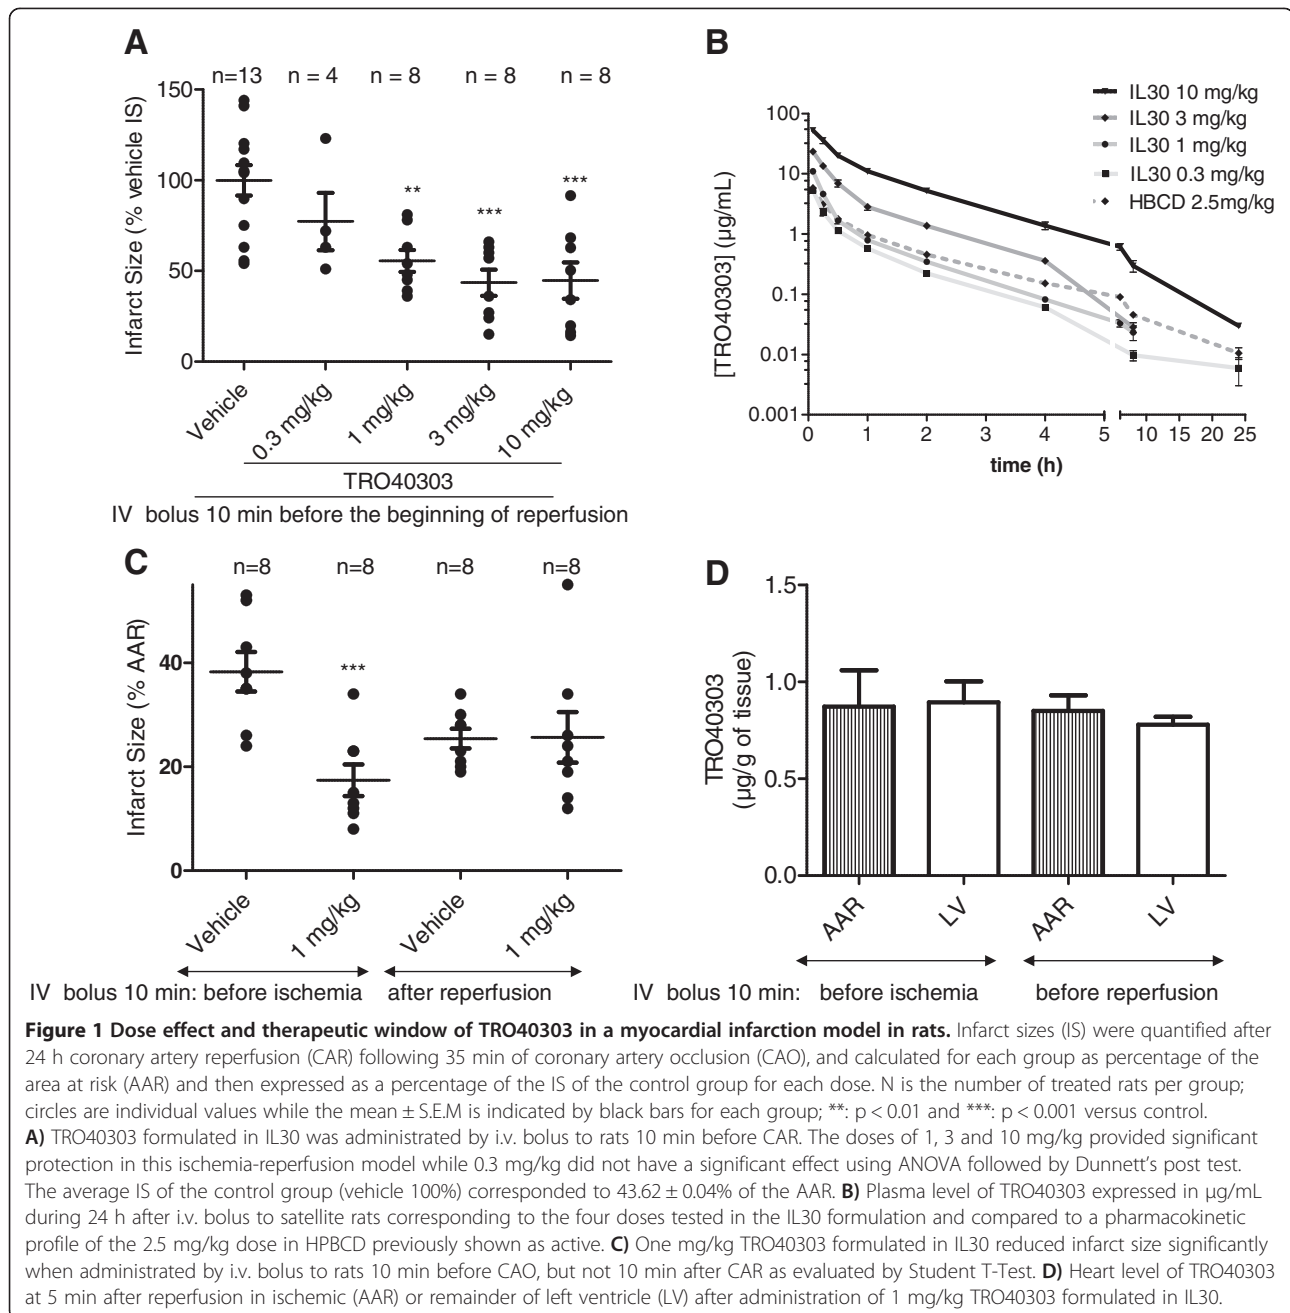 A
n=13 n = 4 n = 8 n = 8 n = 8
Infarct Size (% vehicle IS)
150
100
50
0
** *** ***
Vehicle 0.3 mg/kg 1 mg/kg 3 mg/kg 10 mg/kg
TRO40303
IV bolus 10 min before the beginning of reperfusion
B
IL30 10 mg/kg
IL30 3 mg/kg
IL30 1 mg/kg
IL30 0.3 mg/kg
HBCD 2.5mg/kg
[TRO40303] (µg/mL)
100
10
1
0.1
0.01
0.001
0 1 2 3 4 5 10 15 20 25
time (h)
C
n=8 n=8 n=8 n=8
Infarct Size (% AAR)
40
20
0
***
Vehicle 1 mg/kg Vehicle 1 mg/kg
IV bolus 10 min: before ischemia after reperfusion
D
TRO40303
(µg/g of tissue)
1.5
1.0
0.5
0.0
AAR LV AAR LV
IV bolus 10 min: before ischemia before reperfusion
Figure 1 Dose effect and therapeutic window of TRO40303 in a myocardial infarction model in rats. Infarct sizes (IS) were quantified after
24 h coronary artery reperfusion (CAR) following 35 min of coronary artery occlusion (CAO), and calculated for each group as percentage of the
area at risk (AAR) and then expressed as a percentage of the IS of the control group for each dose. N is the number of treated rats per group;
circles are individual values while the mean ± S.E.M is indicated by black bars for each group; **: p < 0.01 and ***: p < 0.001 versus control.
A) TRO40303 formulated in IL30 was administrated by i.v. bolus to rats 10 min before CAR. The doses of 1, 3 and 10 mg/kg provided significant
protection in this ischemia-reperfusion model while 0.3 mg/kg did not have a significant effect using ANOVA followed by Dunnett's post test.
The average IS of the control group (vehicle 100%) corresponded to 43.62 ± 0.04% of the AAR. B) Plasma level of TRO40303 expressed in µg/mL
during 24 h after i.v. bolus to satellite rats corresponding to the four doses tested in the IL30 formulation and compared to a pharmacokinetic
profile of the 2.5 mg/kg dose in HPBCD previously shown as active. C) One mg/kg TRO40303 formulated in IL30 reduced infarct size significantly
when administrated by i.v. bolus to rats 10 min before CAO, but not 10 min after CAR as evaluated by Student T-Test. D) Heart level of TRO40303
at 5 min after reperfusion in ischemic (AAR) or remainder of left ventricle (LV) after administration of 1 mg/kg TRO40303 formulated in IL30.